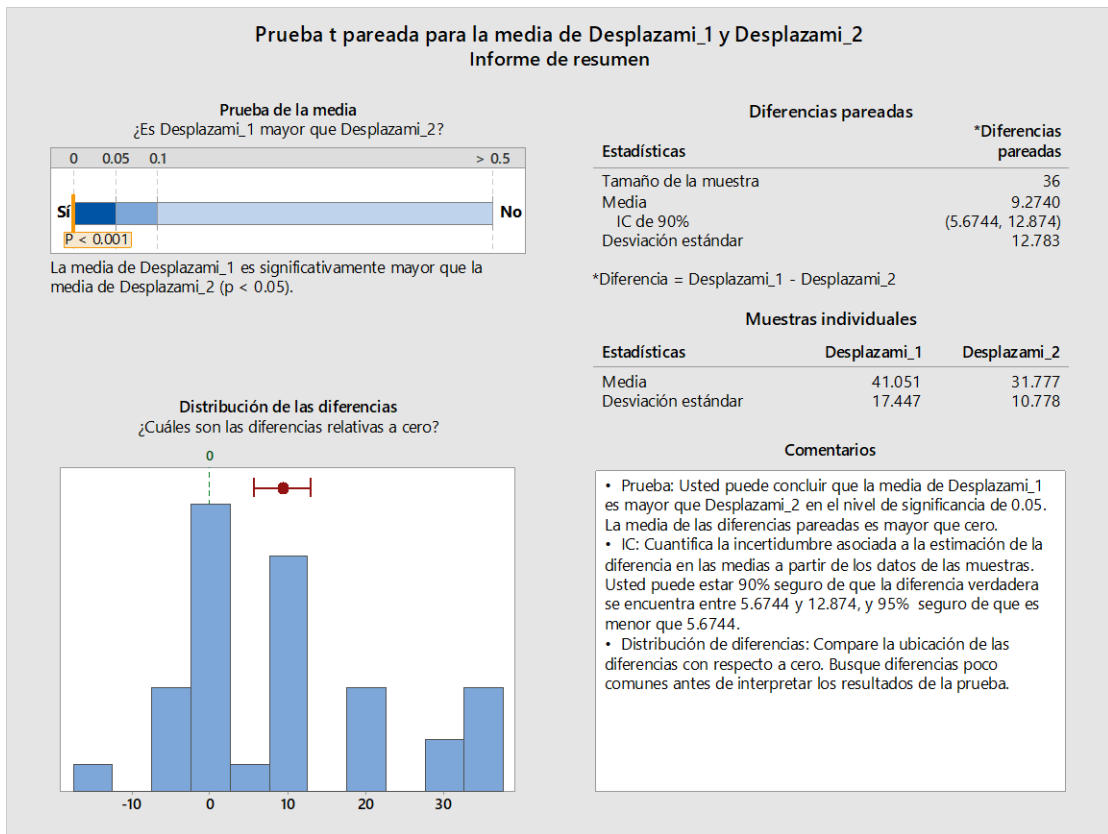 Prueba t pareada para la media de Desplazami_1 y Desplazami_2
Informe de resumen
Prueba de la media
¿Es Desplazami_1 mayor que Desplazami_2?
0 0.05 0.1 > 0.5
Sí No
P < 0.001
La media de Desplazami_1 es significativamente mayor que la
media de Desplazami_2 (p < 0.05).
Distribución de las diferencias
¿Cuáles son las diferencias relativas a cero?
0
-10 0 10 20 30
Diferencias pareadas
*Diferencias
Estadísticas pareadas
Tamaño de la muestra 36
Media 9.2740
IC de 90% (5.6744, 12.874)
Desviación estándar 12.783
*Diferencia = Desplazami_1 - Desplazami_2
Muestras individuales
Estadísticas Desplazami_1 Desplazami_2
Media 41.051 31.777
Desviación estándar 17.447 10.778
Comentarios
• Prueba: Usted puede concluir que la media de Desplazami_1
es mayor que Desplazami_2 en el nivel de significancia de 0.05.
La media de las diferencias pareadas es mayor que cero.
• IC: Cuantifica la incertidumbre asociada a la estimación de la
diferencia en las medias a partir de los datos de las muestras.
Usted puede estar 90% seguro de que la diferencia verdadera
se encuentra entre 5.6744 y 12.874, y 95% seguro de que es
menor que 5.6744.
• Distribución de diferencias: Compare la ubicación de las
diferencias con respecto a cero. Busque diferencias poco
comunes antes de interpretar los resultados de la prueba.